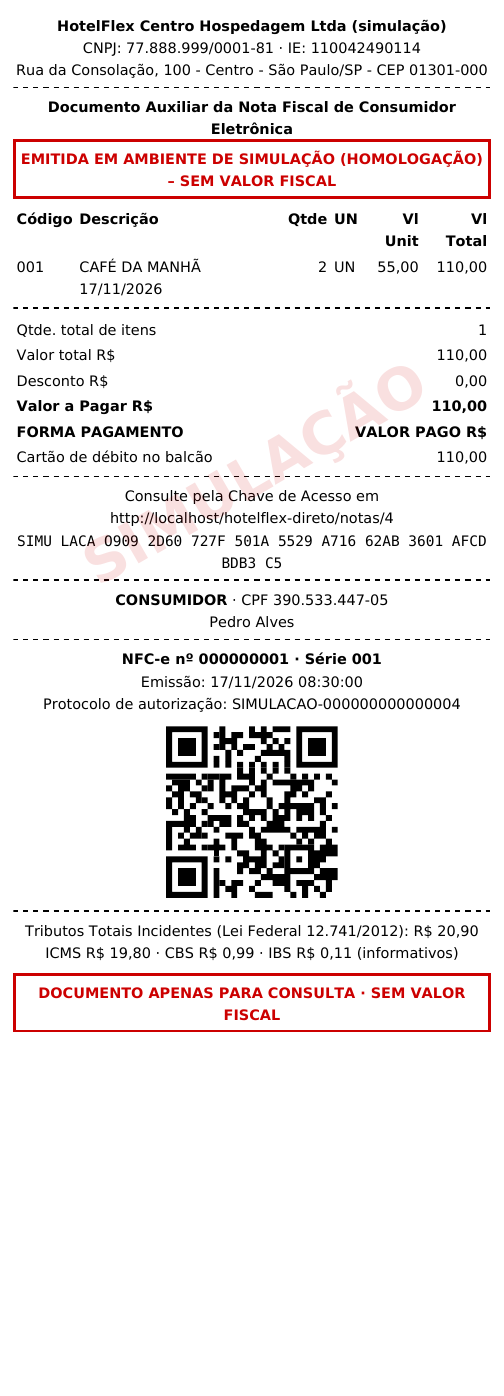 HotelFlex Centro Hospedagem Ltda (simulação)
CNPJ: 77.888.999/0001-81 · IE: 110042490114
Rua da Consolação, 100 - Centro - São Paulo/SP - CEP 01301-000
Documento Auxiliar da Nota Fiscal de Consumidor
Eletrônica
EMITIDA EM AMBIENTE DE SIMULAÇÃO (HOMOLOGAÇÃO)
– SEM VALOR FISCAL
Código Descrição Qtde UN Vl Vl
Unit Total
001 CAFÉ DA MANHÃ 2 UN 55,00 110,00
17/11/2026
Qtde. total de itens 1
Valor total R$ 110,00
Desconto R$ 0,00
Valor a Pagar R$ 110,00
FORMA PAGAMENTO VALOR PAGO R$
Cartão de débito no balcão 110,00
SIMULAÇÃO
Consulte pela Chave de Acesso em
http://localhost/hotelflex-direto/notas/4
SIMU LACA 0909 2D60 727F 501A 5529 A716 62AB 3601 AFCD
BDB3 C5
CONSUMIDOR · CPF 390.533.447-05
Pedro Alves
NFC-e nº 000000001 · Série 001
Emissão: 17/11/2026 08:30:00
Protocolo de autorização: SIMULACAO-000000000000004
Tributos Totais Incidentes (Lei Federal 12.741/2012): R$ 20,90
ICMS R$ 19,80 · CBS R$ 0,99 · IBS R$ 0,11 (informativos)
DOCUMENTO APENAS PARA CONSULTA · SEM VALOR
FISCAL